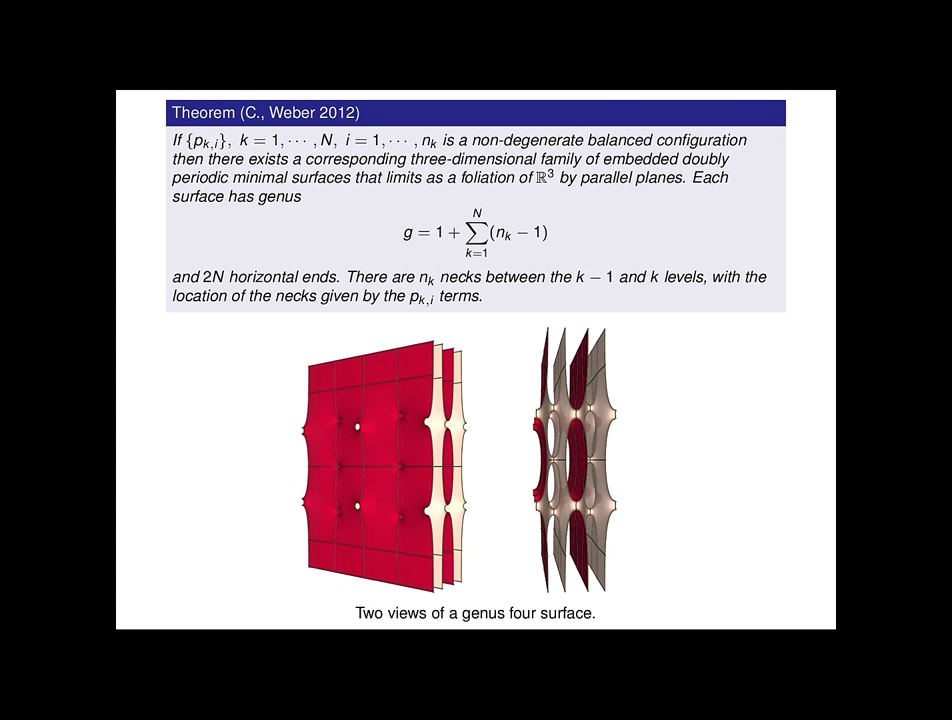 Theorem (C., Weber 2012)
If {p_{k,i}}, k = 1, ⋯ , N, i = 1, ⋯ , n_k is a non-degenerate balanced configuration
then there exists a corresponding three-dimensional family of embedded doubly
periodic minimal surfaces that limits as a foliation of ℝ³ by parallel planes. Each
surface has genus
g = 1 + ∑_{k=1}^{N} (n_k − 1)
and 2N horizontal ends. There are n_k necks between the k − 1 and k levels, with the
location of the necks given by the p_{k,i} terms.
Two views of a genus four surface.